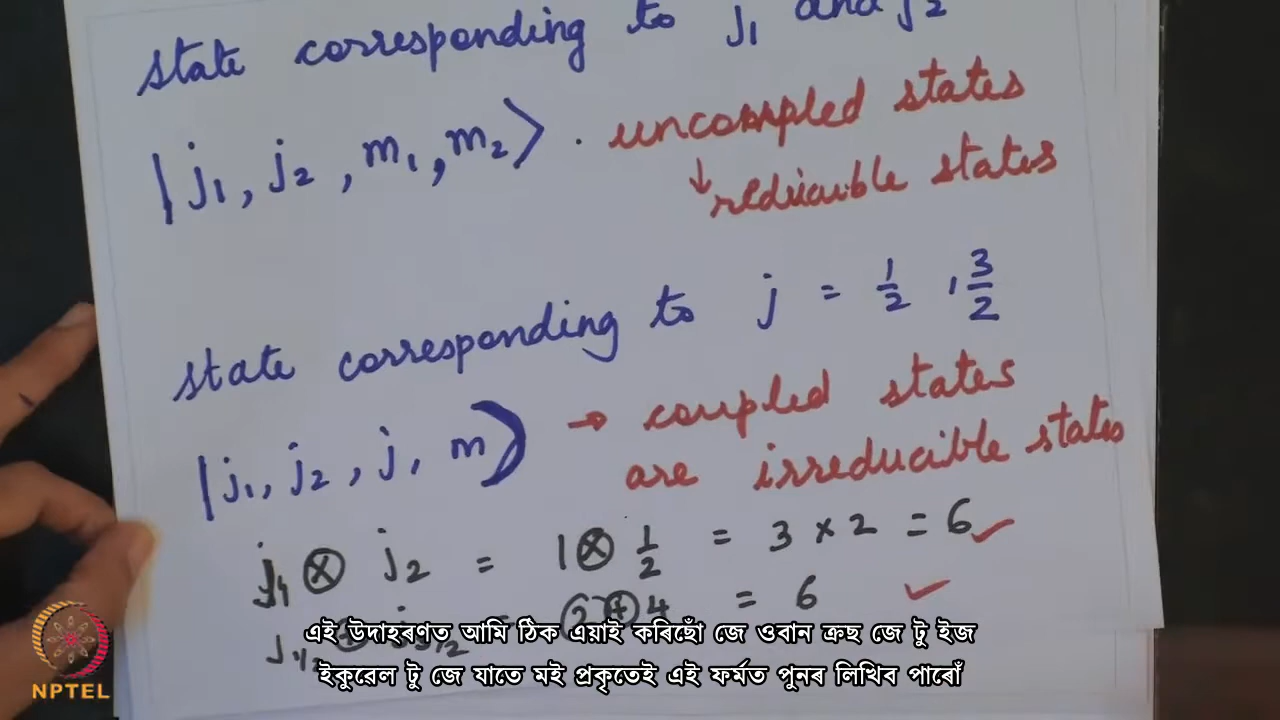 state corresponding to j₁ and j₂
|j₁, j₂, m₁, m₂⟩ . uncoupled states
↓ reducible states
state corresponding to j = 1/2, 3/2
|j₁, j₂, j, m⟩ → coupled states
are irreducible states
j₁ ⊗ j₂ = 1 ⊗ 1/2 = 3 × 2 = 6 ✓
= 2 ⊕ 4 = 6 ✓
এই উদাহৰণত আমি ঠিক এয়াই কৰিছোঁ জে ওবান ক্ৰছ জে টু ইজ
ইকুৱেল টু জে যাতে মই প্ৰকৃতেই এই ফৰ্মত পুনৰ লিখিব পাৰোঁ
NPTEL